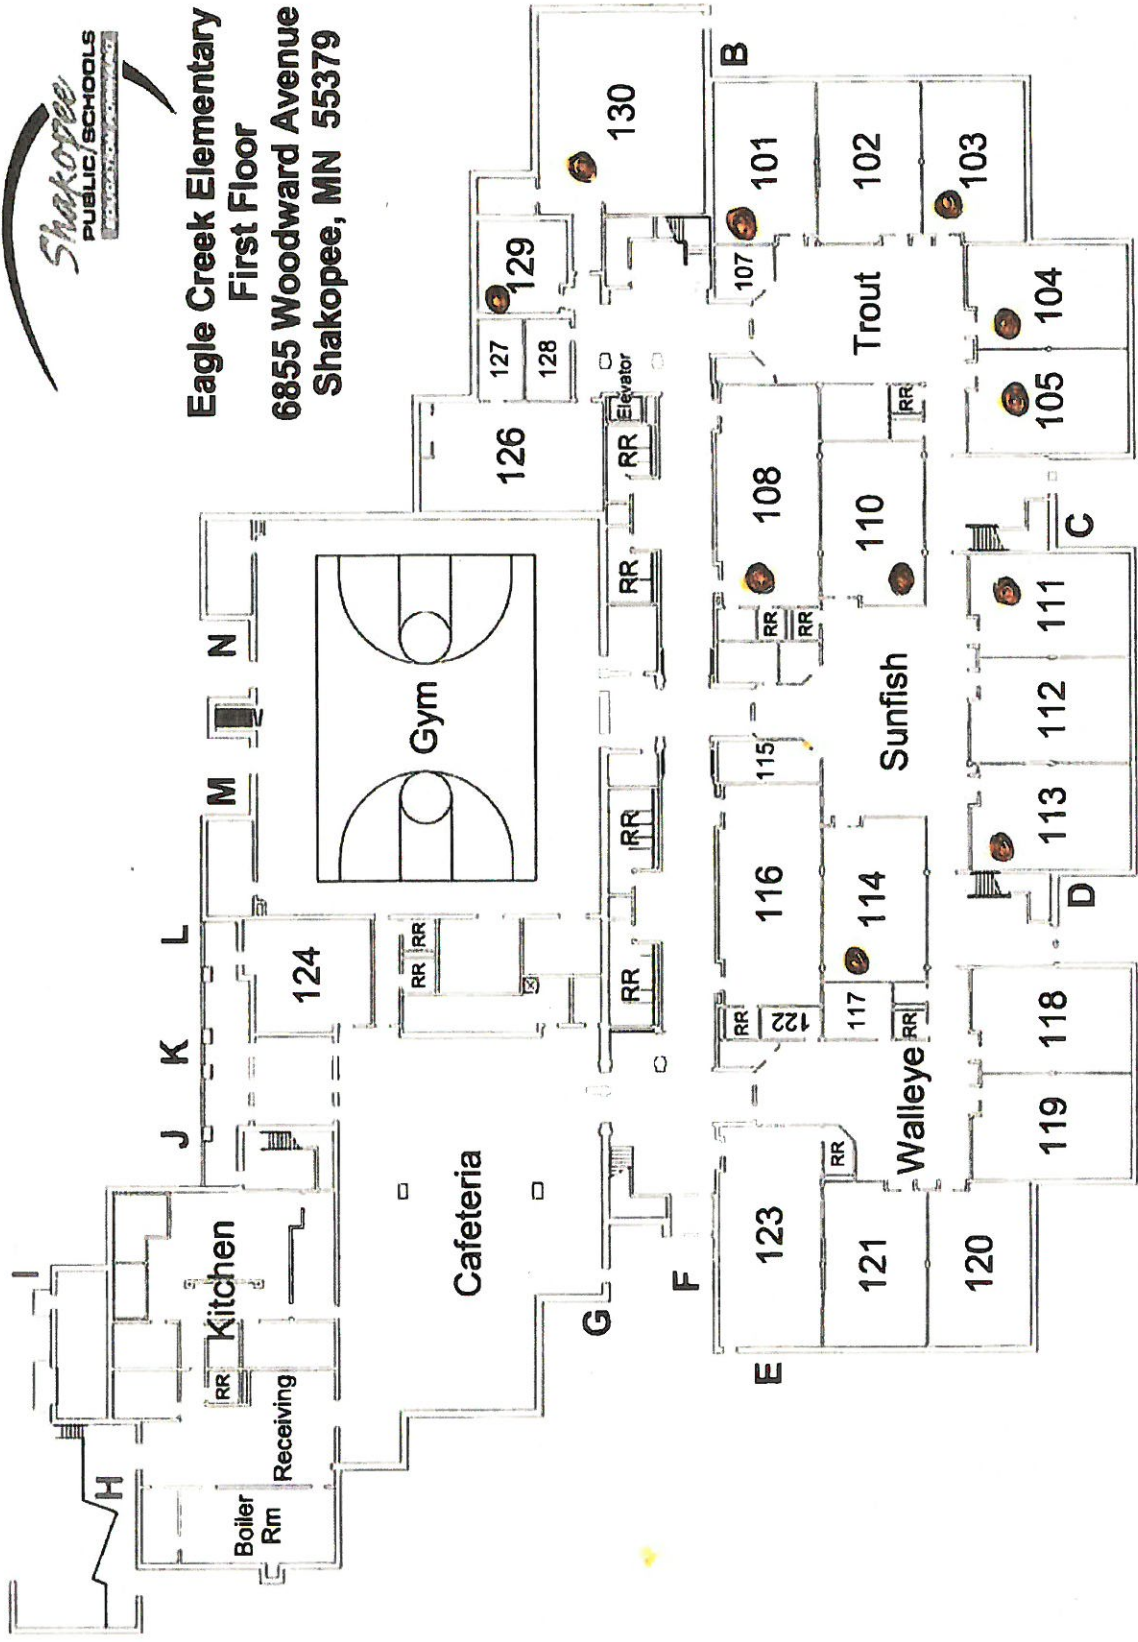 Shakopee
PUBLIC SCHOOLS
Eagle Creek Elementary
First Floor
6855 Woodward Avenue
Shakopee, MN 55379
I
H
Boiler
Rm
Receiving
RR
Kitchen
J
K
L
M
N
124
Cafeteria
RR
RR
Gym
126
127
128
129
130
G
RR
RR
RR
RR
Elevator
F
B
E
123
RR
122
116
115
RR
RR
108
107
101
121
RR
117
RR
114
110
RR
102
120
Walleye
Sunfish
Trout
103
119
118
D
113
112
111
C
105
104